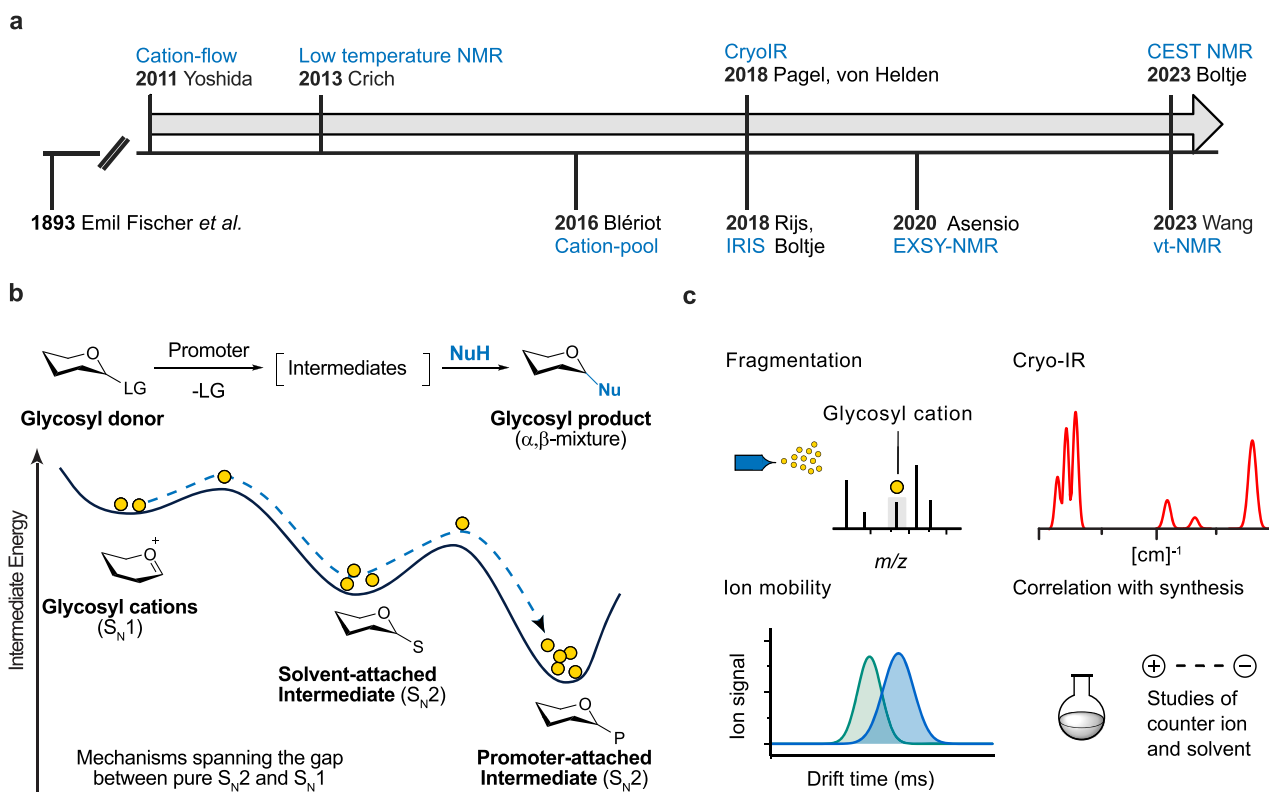 a
Cation-flow
2011 Yoshida
Low temperature NMR
2013 Crich
CryoIR
2018 Pagel, von Helden
CEST NMR
2023 Boltje
1893 Emil Fischer et al.
2016 Blériot
Cation-pool
2018 Rijs,
IRIS Boltje
2020 Asensio
EXSY-NMR
2023 Wang
vt-NMR
b
O
LG
Glycosyl donor
Promoter
-LG
[Intermediates]
NuH
O
Nu
Glycosyl product
(α,β-mixture)
Intermediate Energy
O
+
Glycosyl cations
(SN1)
O
S
Solvent-attached
Intermediate (SN2)
O
P
Promoter-attached
Intermediate (SN2)
Mechanisms spanning the gap
between pure SN2 and SN1
c
Fragmentation
Glycosyl cation
m/z
Cryo-IR
[cm]-1
Ion mobility
Ion signal
Drift time (ms)
Correlation with synthesis
+ - - - - −
Studies of
counter ion
and solvent